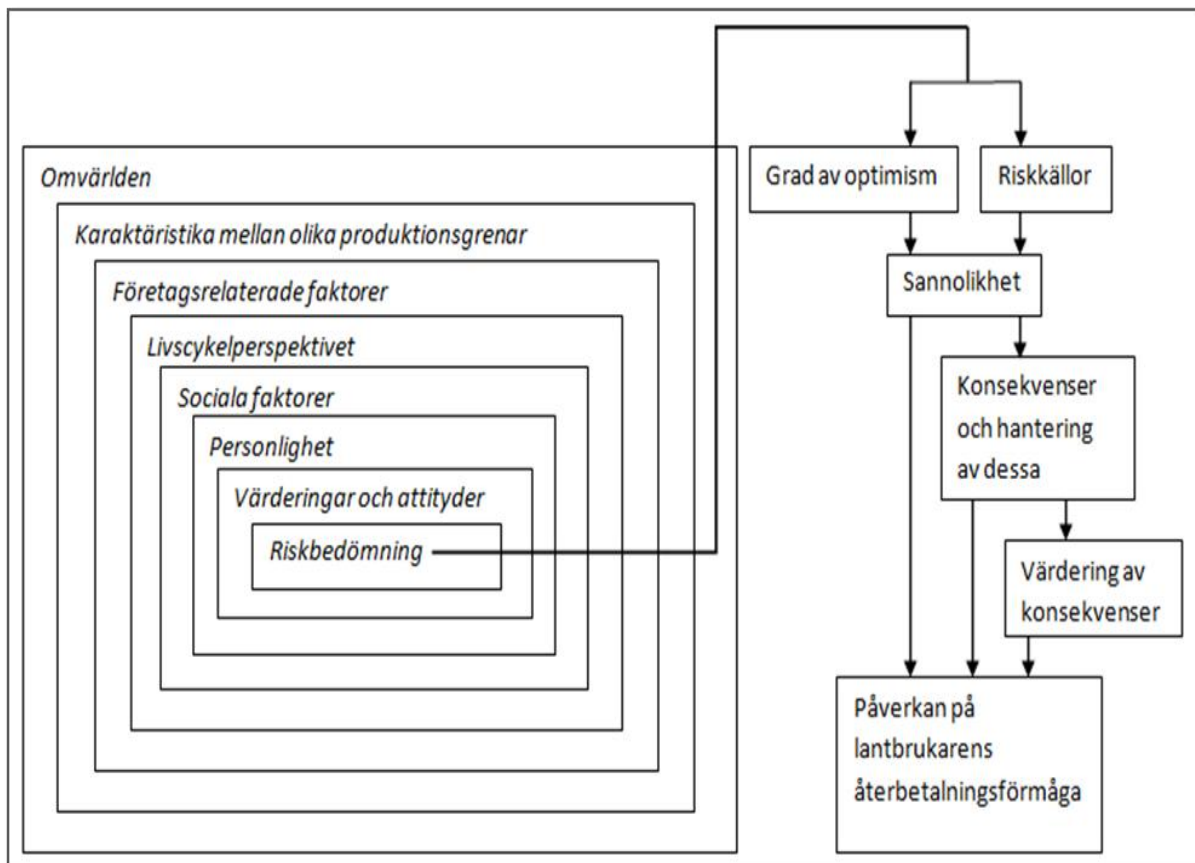 Omvärlden
Karaktäristika mellan olika produktionsgrenar
Företagsrelaterade faktorer
Livscykelperspektivet
Sociala faktorer
Personlighet
Värderingar och attityder
Riskbedömning
Grad av optimism
Riskkällor
Sannolikhet
Konsekvenser
och hantering
av dessa
Värdering av
konsekvenser
Påverkan på
lantbrukarens
återbetalningsförmåga